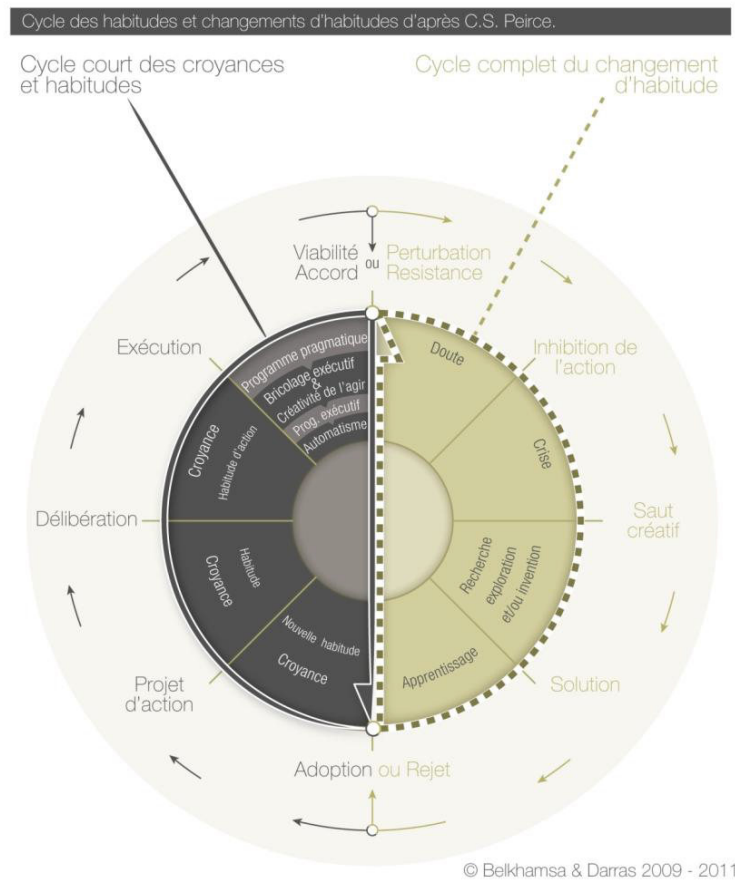 Cycle des habitudes et changements d'habitudes d'après C.S. Peirce.
Cycle court des croyances
et habitudes
Cycle complet du changement
d'habitude
Viabilité
Accord
ou
Perturbation
Resistance
Exécution
Inhibition de
l'action
Programme pragmatique
Bricolage exécutif
&
Créativité de l'agir
Prog. exécutif
Automatisme
Doute
Croyance
Habitude d'action
Crise
Délibération
Saut
créatif
Croyance
Habitude
Recherche
exploration
et/ou invention
Nouvelle habitude
Croyance
Apprentissage
Projet
d'action
Solution
Adoption ou Rejet
© Belkhamsa & Darras 2009 - 2011